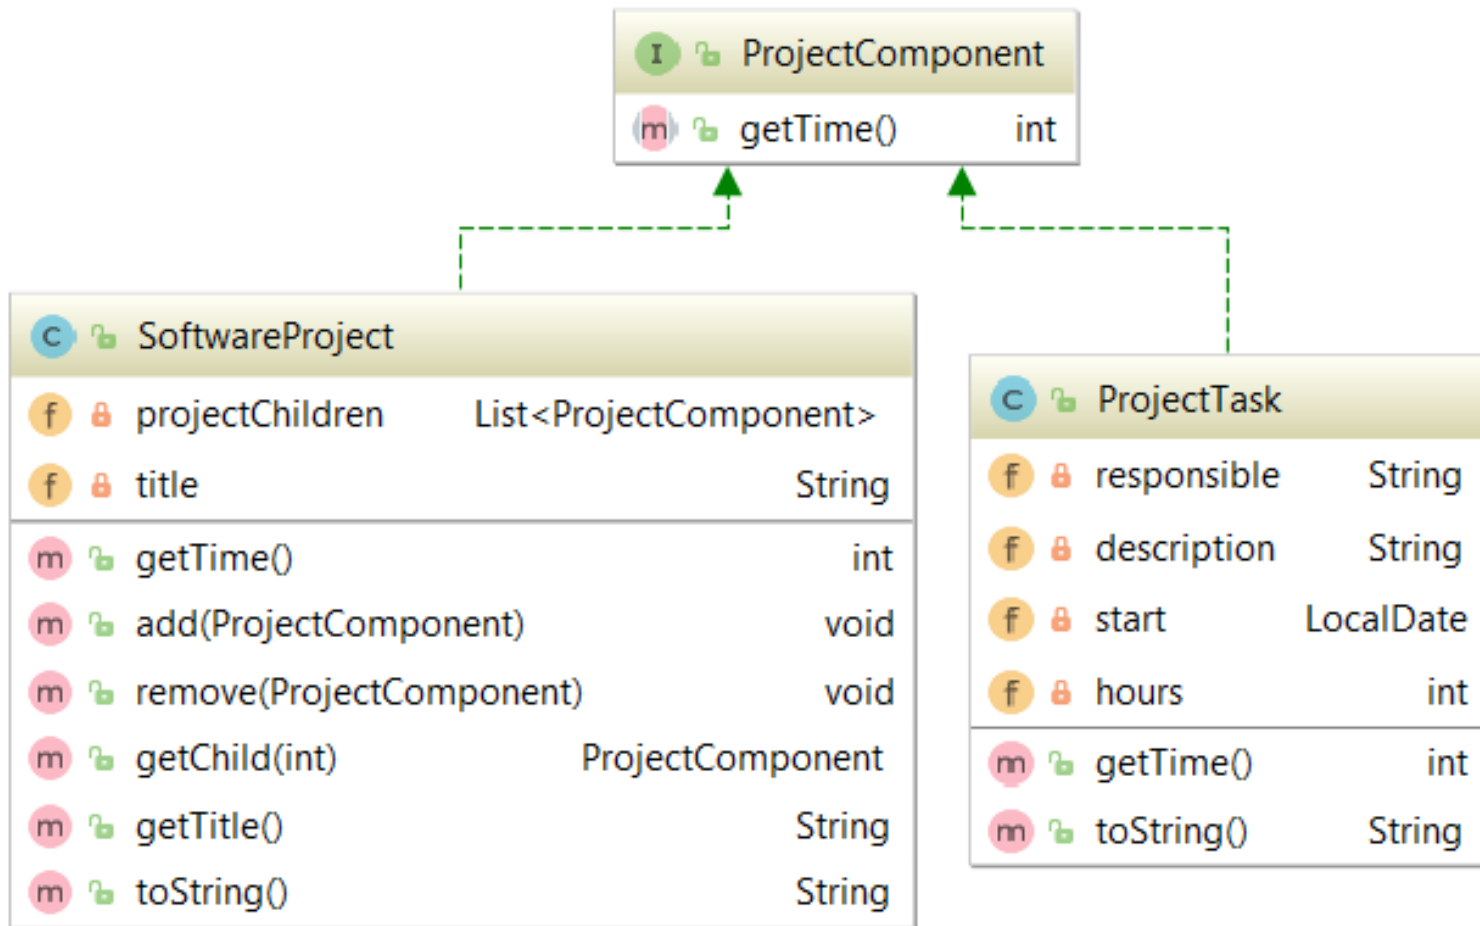 I ProjectComponent
m getTime() int
C SoftwareProject
f projectChildren List<ProjectComponent>
f title String
m getTime() int
m add(ProjectComponent) void
m remove(ProjectComponent) void
m getChild(int) ProjectComponent
m getTitle() String
m toString() String
C ProjectTask
f responsible String
f description String
f start LocalDate
f hours int
m getTime() int
m toString() String